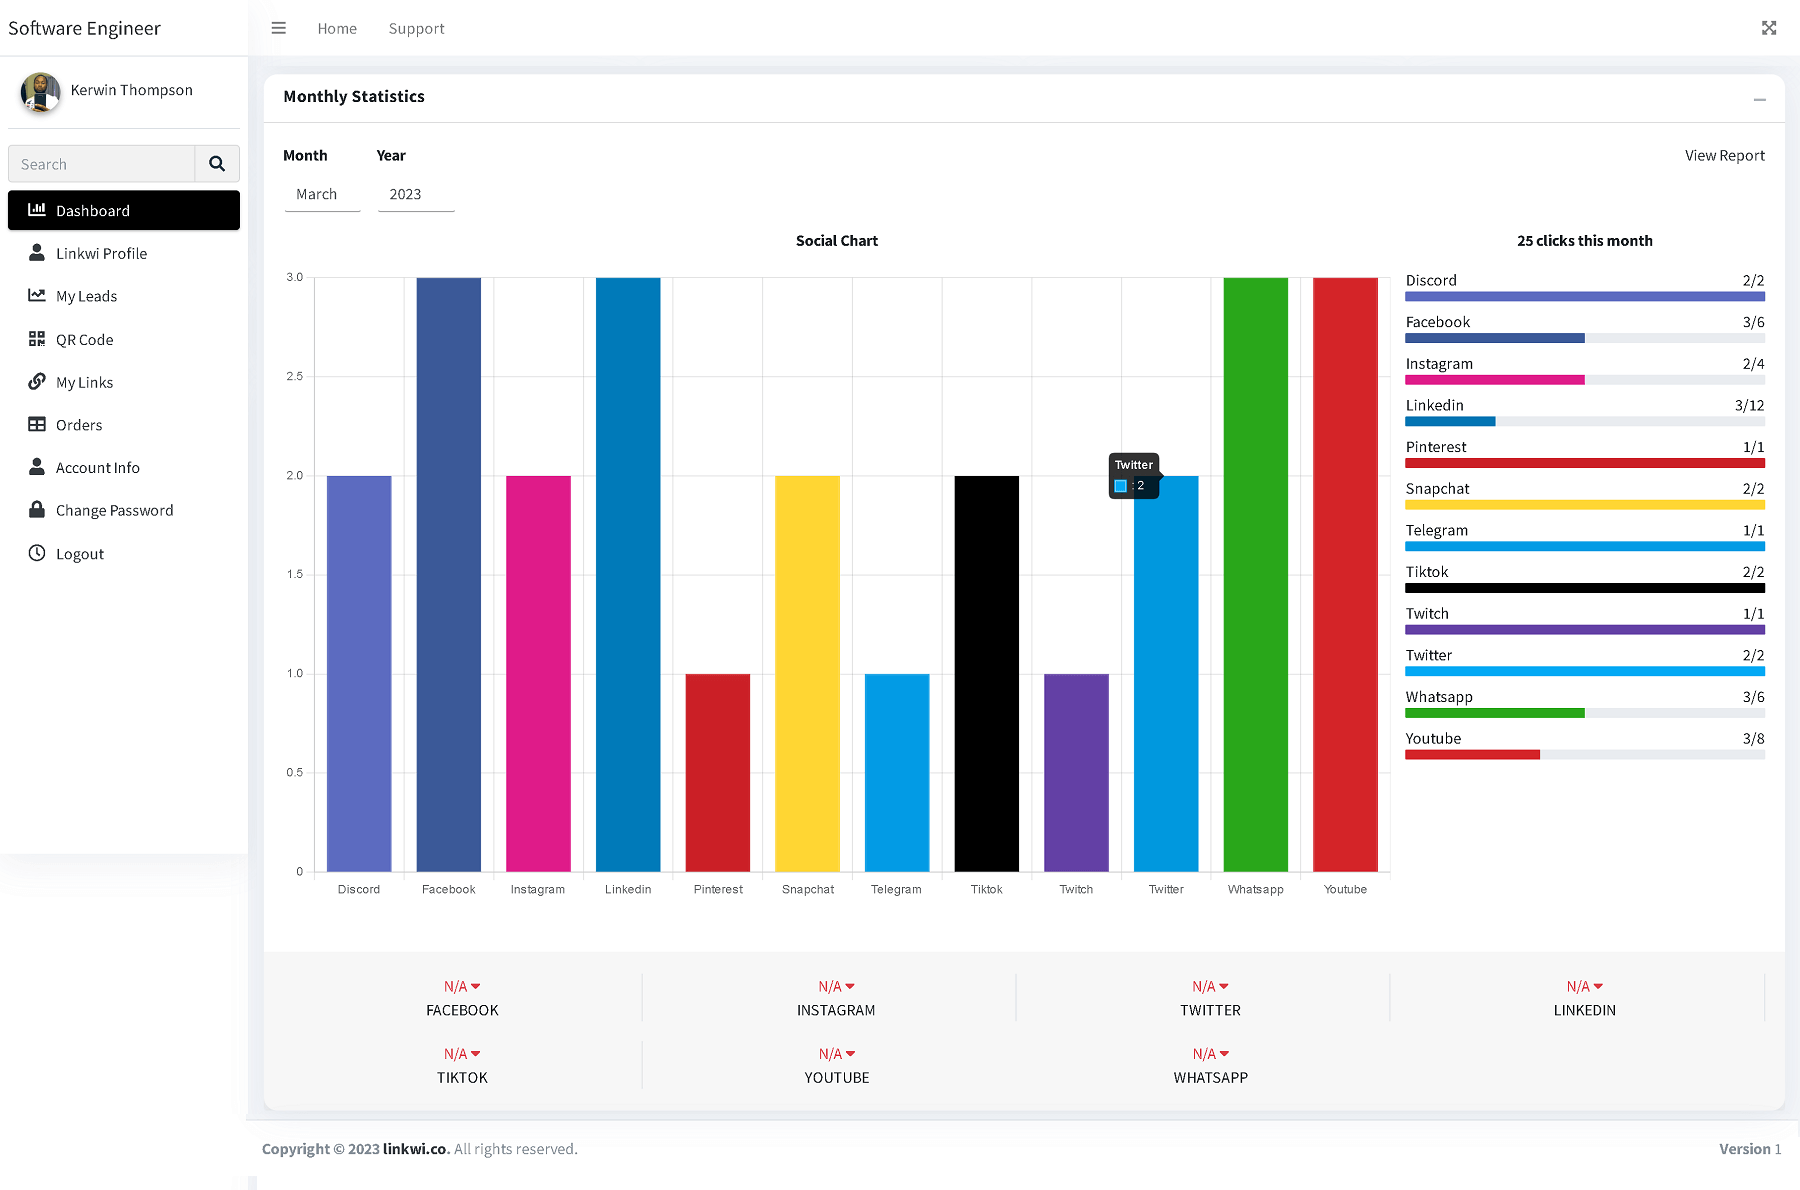 Software Engineer
Home Support
Kerwin Thompson
Search
Dashboard
Linkwi Profile
My Leads
QR Code
My Links
Orders
Account Info
Change Password
Logout
Monthly Statistics
Month Year View Report
March 2023
Social Chart
3.0
2.5
2.0
1.5
1.0
0.5
0
Twitter
: 2
Discord Facebook Instagram Linkedin Pinterest Snapchat Telegram Tiktok Twitch Twitter Whatsapp Youtube
25 clicks this month
Discord 2/2
Facebook 3/6
Instagram 2/4
Linkedin 3/12
Pinterest 1/1
Snapchat 2/2
Telegram 1/1
Tiktok 2/2
Twitch 1/1
Twitter 2/2
Whatsapp 3/6
Youtube 3/8
N/A N/A N/A N/A
FACEBOOK INSTAGRAM TWITTER LINKEDIN
N/A N/A N/A
TIKTOK YOUTUBE WHATSAPP
Copyright © 2023 linkwi.co. All rights reserved. Version 1